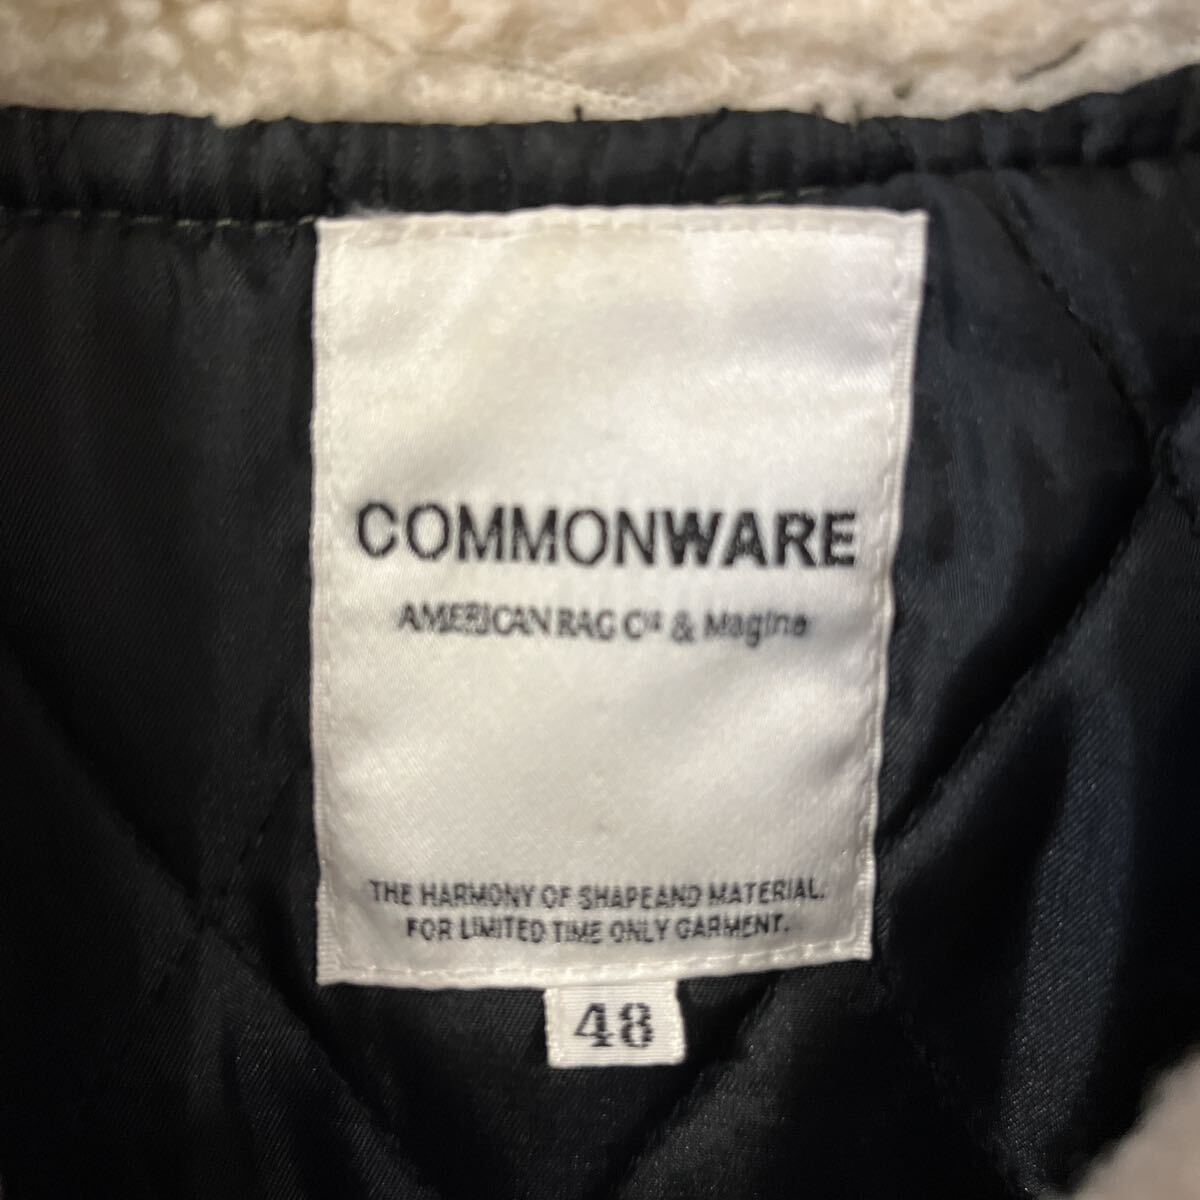 COMMONWARE
AMERICAN RAG Cie & Magine
THE HARMONY OF SHAPEAND MATERIAL.
FOR LIMITED TIME ONLY GARMENT.
48